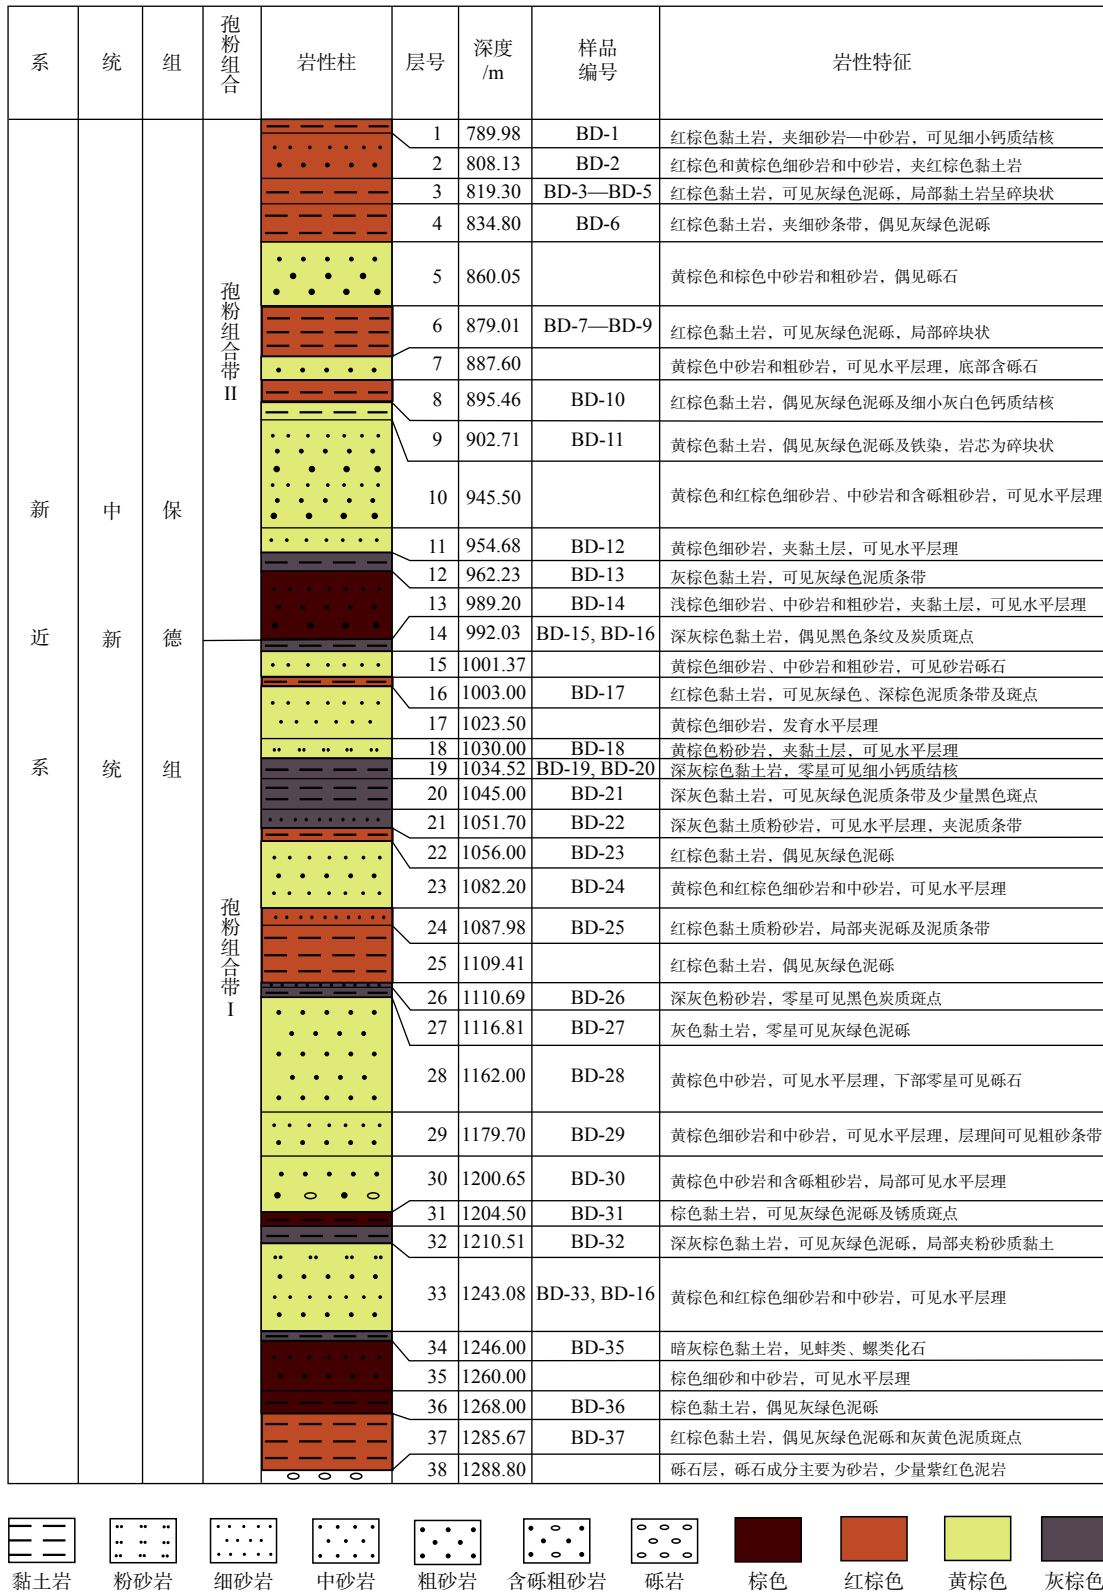 系 统 组 孢粉组合 岩性柱 层号 深度/m 样品编号 岩性特征
新近系 中新统 保德组
孢粉组合带II
1 789.98 BD-1 红棕色黏土岩，夹细砂岩—中砂岩，可见细小钙质结核
2 808.13 BD-2 红棕色和黄棕色细砂岩和中砂岩，夹红棕色黏土岩
3 819.30 BD-3—BD-5 红棕色黏土岩，可见灰绿色泥砾，局部黏土岩呈碎块状
4 834.80 BD-6 红棕色黏土岩，夹细砂条带，偶见灰绿色泥砾
5 860.05 黄棕色和棕色中砂岩和粗砂岩，偶见砾石
6 879.01 BD-7—BD-9 红棕色黏土岩，可见灰绿色泥砾，局部碎块状
7 887.60 黄棕色中砂岩和粗砂岩，可见水平层理，底部含砾石
8 895.46 BD-10 红棕色黏土岩，偶见灰绿色泥砾及细小灰白色钙质结核
9 902.71 BD-11 黄棕色黏土岩，偶见灰绿色泥砾及铁染，岩芯为碎块状
10 945.50 黄棕色和红棕色细砂岩、中砂岩和含砾粗砂岩，可见水平层理
11 954.68 BD-12 黄棕色细砂岩，夹黏土层，可见水平层理
12 962.23 BD-13 灰棕色黏土岩，可见灰绿色泥质条带
13 989.20 BD-14 浅棕色细砂岩、中砂岩和粗砂岩，夹黏土层，可见水平层理
14 992.03 BD-15, BD-16 深灰棕色黏土岩，偶见黑色条纹及炭质斑点
孢粉组合带I
15 1001.37 黄棕色细砂岩、中砂岩和粗砂岩，可见砂岩砾石
16 1003.00 BD-17 红棕色黏土岩，可见灰绿色、深棕色泥质条带及斑点
17 1023.50 黄棕色细砂岩，发育水平层理
18 1030.00 BD-18 黄棕色粉砂岩，夹黏土层，可见水平层理
19 1034.52 BD-19, BD-20 深灰棕色黏土岩，零星可见细小钙质结核
20 1045.00 BD-21 深灰色黏土岩，可见灰绿色泥质条带及少量黑色斑点
21 1051.70 BD-22 深灰色黏土质粉砂岩，可见水平层理，夹泥质条带
22 1056.00 BD-23 红棕色黏土岩，偶见灰绿色泥砾
23 1082.20 BD-24 黄棕色和红棕色细砂岩和中砂岩，可见水平层理
24 1087.98 BD-25 红棕色黏土质粉砂岩，局部夹泥砾及泥质条带
25 1109.41 红棕色黏土岩，偶见灰绿色泥砾
26 1110.69 BD-26 深灰色粉砂岩，零星可见黑色炭质斑点
27 1116.81 BD-27 灰色黏土岩，零星可见灰绿色泥砾
28 1162.00 BD-28 黄棕色中砂岩，可见水平层理，下部零星可见砾石
29 1179.70 BD-29 黄棕色细砂岩和中砂岩，可见水平层理，层理间可见粗砂条带
30 1200.65 BD-30 黄棕色中砂岩和含砾粗砂岩，局部可见水平层理
31 1204.50 BD-31 棕色黏土岩，可见灰绿色泥砾及锈质斑点
32 1210.51 BD-32 深灰棕色黏土岩，可见灰绿色泥砾，局部夹粉砂质黏土
33 1243.08 BD-33, BD-16 黄棕色和红棕色细砂岩和中砂岩，可见水平层理
34 1246.00 BD-35 暗灰棕色黏土岩，见蚌类、螺类化石
35 1260.00 棕色细砂和中砂岩，可见水平层理
36 1268.00 BD-36 棕色黏土岩，偶见灰绿色泥砾
37 1285.67 BD-37 红棕色黏土岩，偶见灰绿色泥砾和灰黄色泥质斑点
38 1288.80 砾石层，砾石成分主要为砂岩，少量紫红色泥岩
黏土岩 粉砂岩 细砂岩 中砂岩 粗砂岩 含砾粗砂岩 砾岩 棕色 红棕色 黄棕色 灰棕色